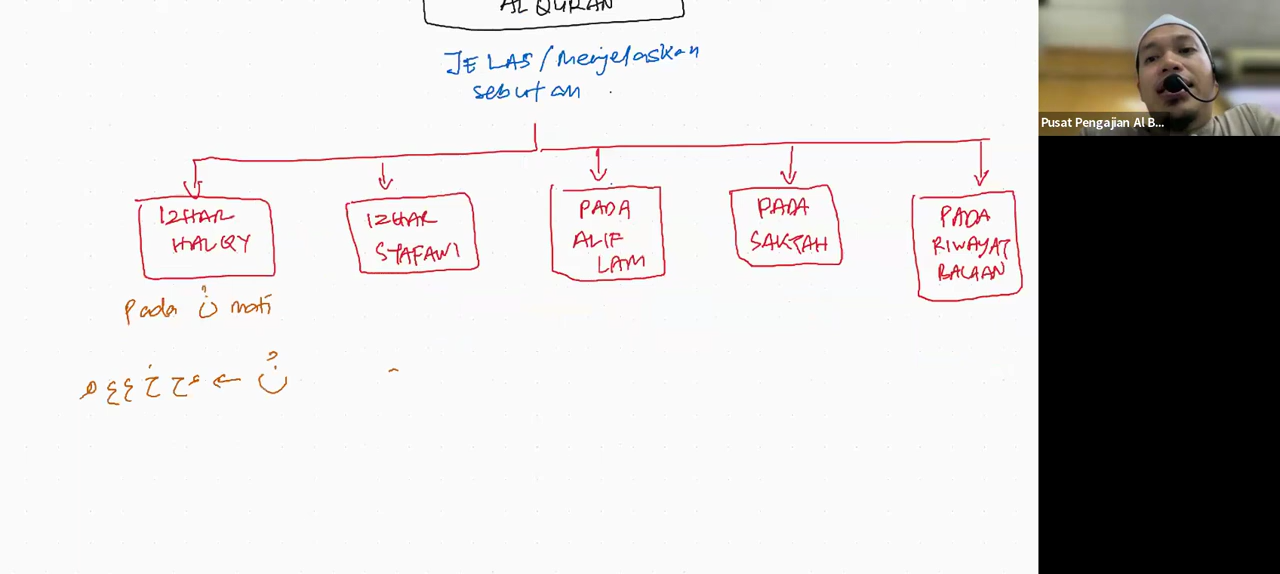 AL QURAN
JELAS/Menjelaskan
sebutan
IZHAR
HALQY
IZHAR
SYAFAWI
PADA
ALIF
LAM
PADA
SAKTAH
PADA
RIWAYAT
BACAAN
Pada نْ mati
نْ ← ء ح خ ع غ ه
Pusat Pengajian Al B...